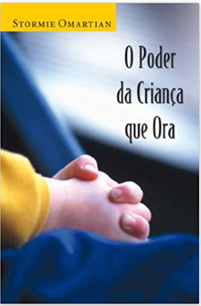 STORMIE OMARTIAN
O Poder
da Criança
que Ora